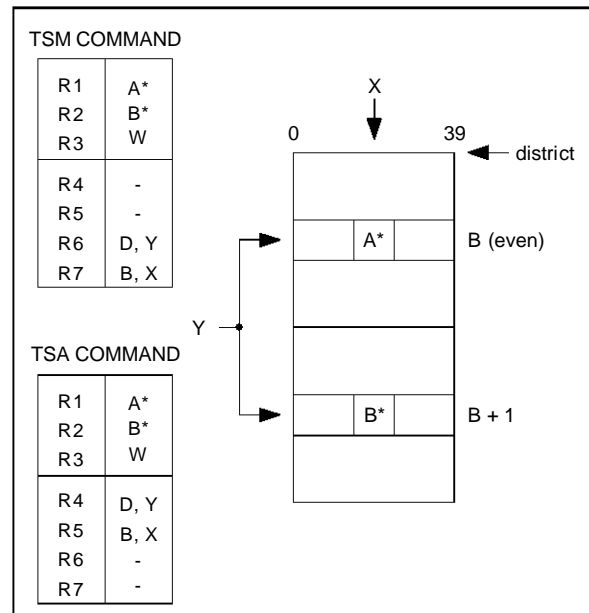 TSM COMMAND
R1 A*
R2 B*
R3 W
R4 -
R5 -
R6 D, Y
R7 B, X
TSA COMMAND
R1 A*
R2 B*
R3 W
R4 D, Y
R5 B, X
R6 -
R7 -
X
0 39
district
A* B (even)
Y
B* B + 1